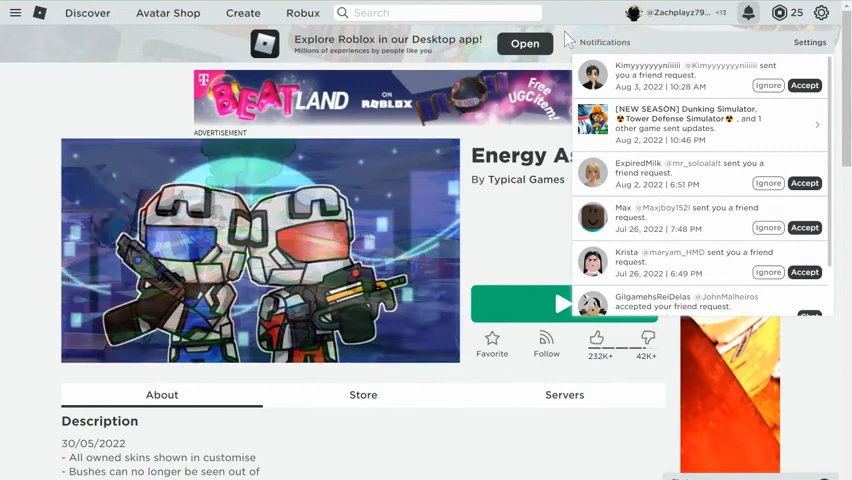 Discover
Avatar Shop
Create
Robux
Search
@Zachplayz79... <13
25
Explore Roblox in our Desktop app!
Millions of experiences by people like you
Open
Notifications
Settings
Kimyyyyyyniiiiii @Kimyyyyyyniiiiii sent
you a friend request.
Aug 3, 2022 | 10:28 AM
Ignore
Accept
[NEW SEASON] Dunking Simulator,
☢Tower Defense Simulator☢ , and 1
other game sent updates.
Aug 2, 2022 | 10:46 PM
ExpiredMilk @mr_soloalalt sent you a
friend request.
Aug 2, 2022 | 6:51 PM
Ignore
Accept
Max @Maxjboy152l sent you a friend
request.
Jul 26, 2022 | 7:48 PM
Ignore
Accept
Krista @maryam_HMD sent you a friend
request.
Jul 26, 2022 | 6:49 PM
Ignore
Accept
GilgamehsReiDelas @JohnMalheiros
accepted your friend request.
T
BEATLAND
ON
ROBLOX
Free
UGC item!
ADVERTISEMENT
Energy As
By Typical Games
Favorite
Follow
232K+
42K+
About
Store
Servers
Description
30/05/2022
- All owned skins shown in customise
- Bushes can no longer be seen out of